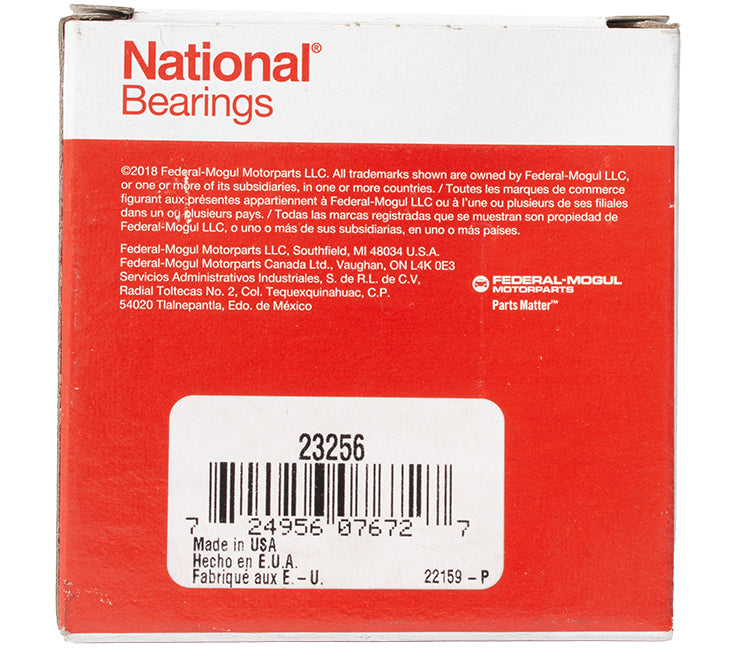 National®
Bearings
©2018 Federal-Mogul Motorparts LLC. All trademarks shown are owned by Federal-Mogul LLC,
or one or more of its subsidiaries, in one or more countries. / Toutes les marques de commerce
figurant aux présentes appartiennent à Federal-Mogul LLC ou à l'une ou plusieurs de ses filiales
dans un ou plusieurs pays. / Todas las marcas registradas que se muestran son propiedad de
Federal-Mogul LLC, o uno o más de sus subsidiarias, en uno o más países.
Federal-Mogul Motorparts LLC, Southfield, MI 48034 U.S.A.
Federal-Mogul Motorparts Canada Ltd., Vaughan, ON L4K 0E3
Servicios Administrativos Industriales, S. de R.L. de C.V,
Radial Toltecas No. 2, Col. Tequexquinahuac, C.P.
54020 Tlalnepantla, Edo. de México
FEDERAL-MOGUL
MOTORPARTS
Parts Matter™
23256
7 24956 07672 7
Made in USA
Hecho en E.U.A.
Fabriqué aux E. - U.
22159 - P